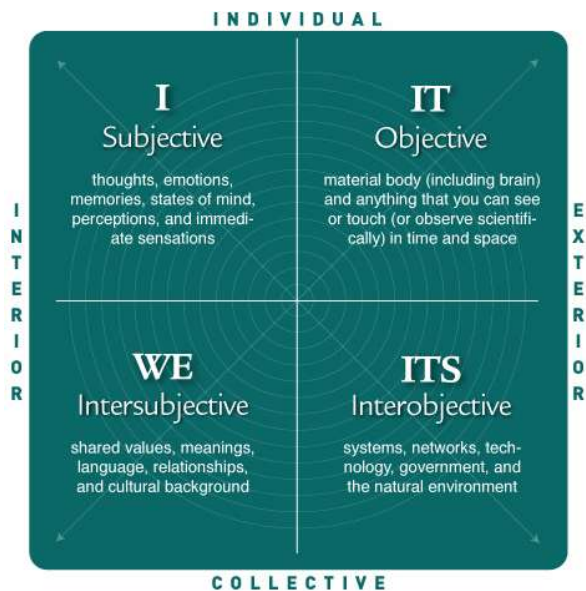 INDIVIDUAL
I
Subjective
thoughts, emotions,
memories, states of mind,
perceptions, and immedi-
ate sensations
IT
Objective
material body (including brain)
and anything that you can see
or touch (or observe scientifi-
cally) in time and space
INTERIOR
EXTERIOR
WE
Intersubjective
shared values, meanings,
language, relationships,
and cultural background
ITS
Interobjective
systems, networks, tech-
nology, government, and
the natural environment
COLLECTIVE